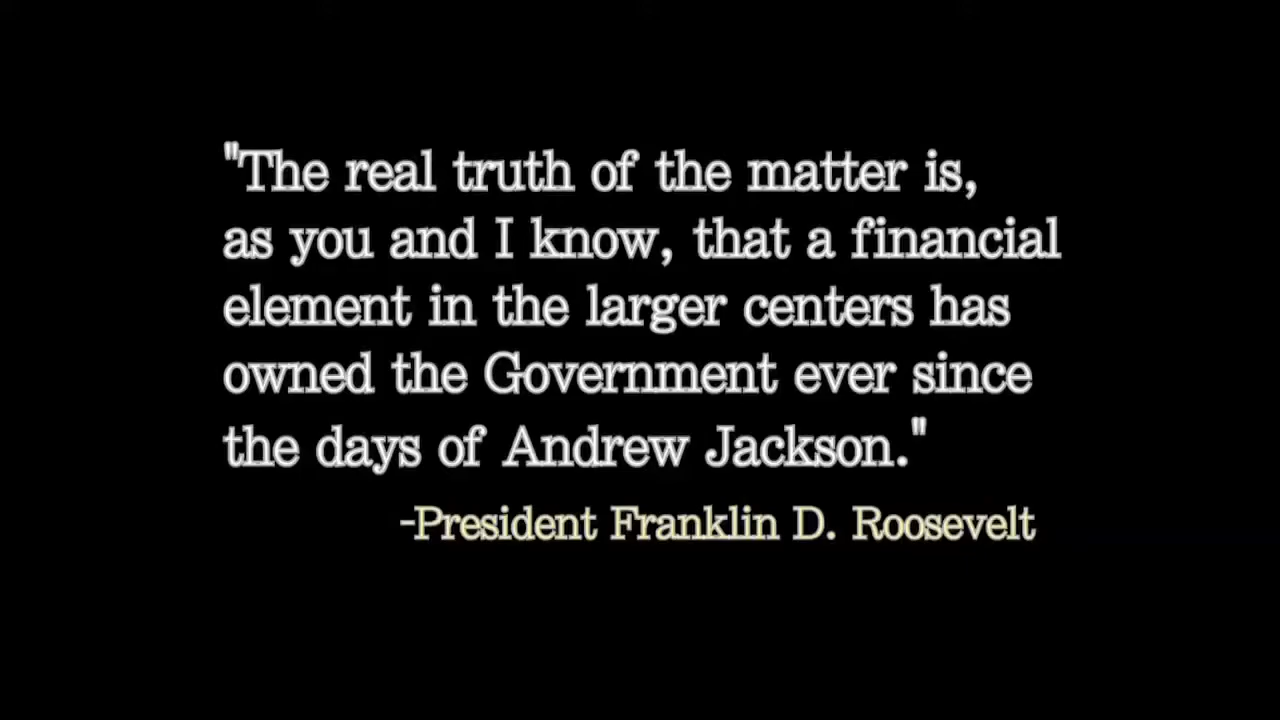 "The real truth of the matter is,
as you and I know, that a financial
element in the larger centers has
owned the Government ever since
the days of Andrew Jackson."
-President Franklin D. Roosevelt